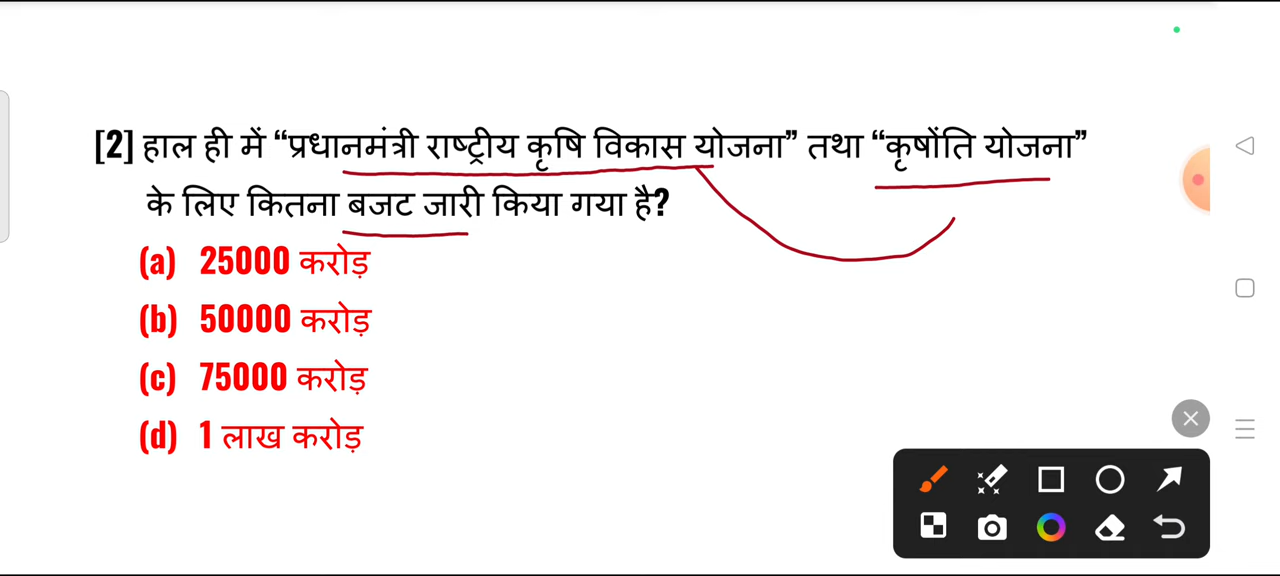 [2] हाल ही में “प्रधानमंत्री राष्ट्रीय कृषि विकास योजना” तथा “कृषोंति योजना”
के लिए कितना बजट जारी किया गया है?
(a) 25000 करोड़
(b) 50000 करोड़
(c) 75000 करोड़
(d) 1 लाख करोड़